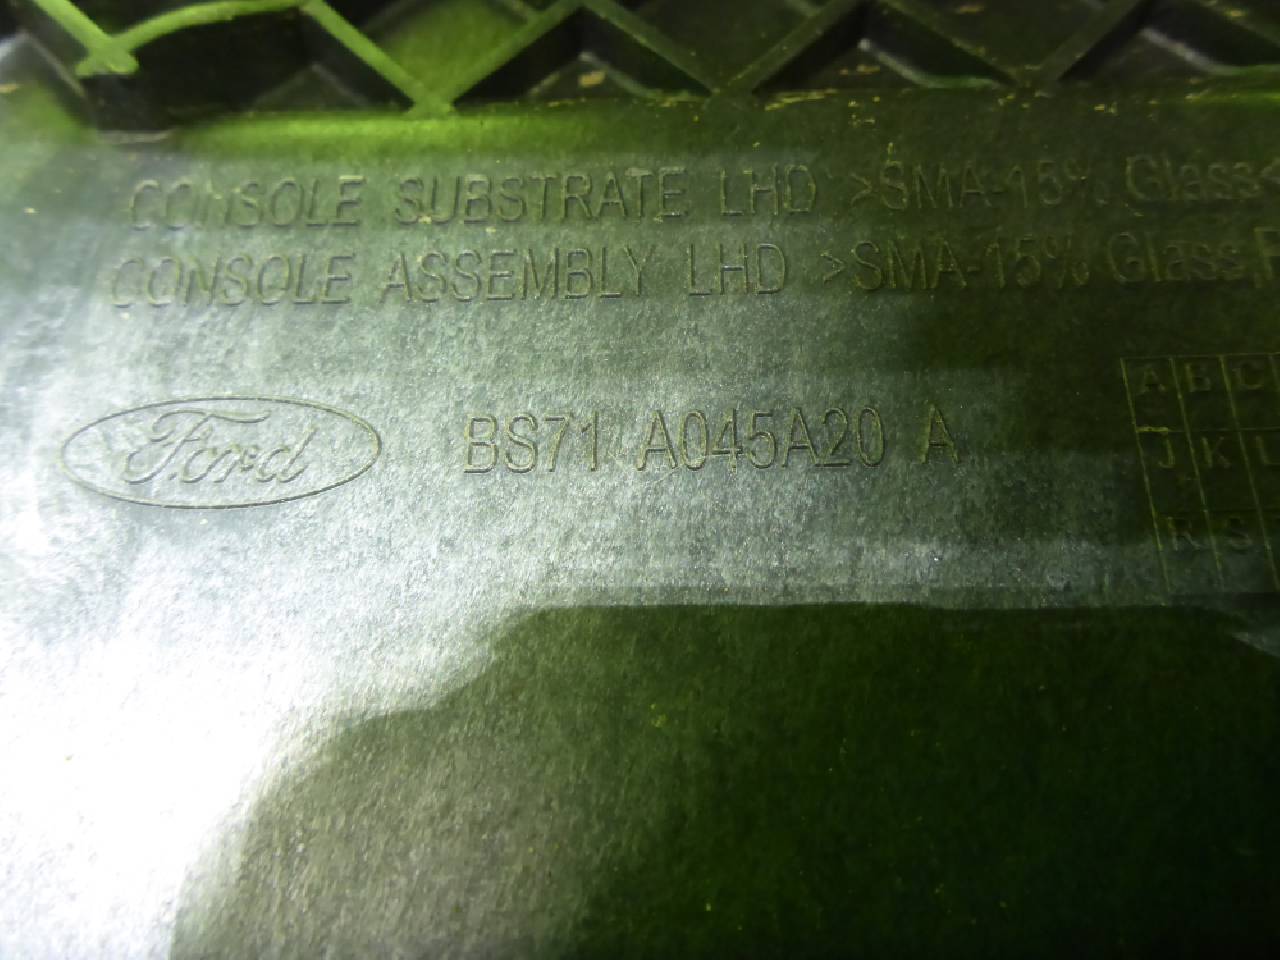 CONSOLE SUBSTRATE LHD >SMA-15% Glass
CONSOLE ASSEMBLY LHD >SMA-15% Glass
Ford
BS71 A045A20 A
A B C
J K L
R S